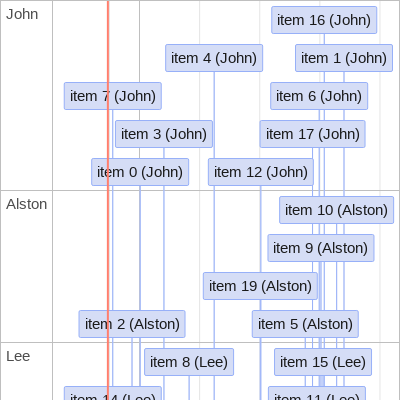 John
item 16 (John)
item 4 (John)
item 1 (John)
item 7 (John)
item 6 (John)
item 3 (John)
item 17 (John)
item 0 (John)
item 12 (John)
Alston
item 10 (Alston)
item 9 (Alston)
item 19 (Alston)
item 2 (Alston)
item 5 (Alston)
Lee
item 8 (Lee)
item 15 (Lee)
item 14 (Lee)
item 11 (Lee)